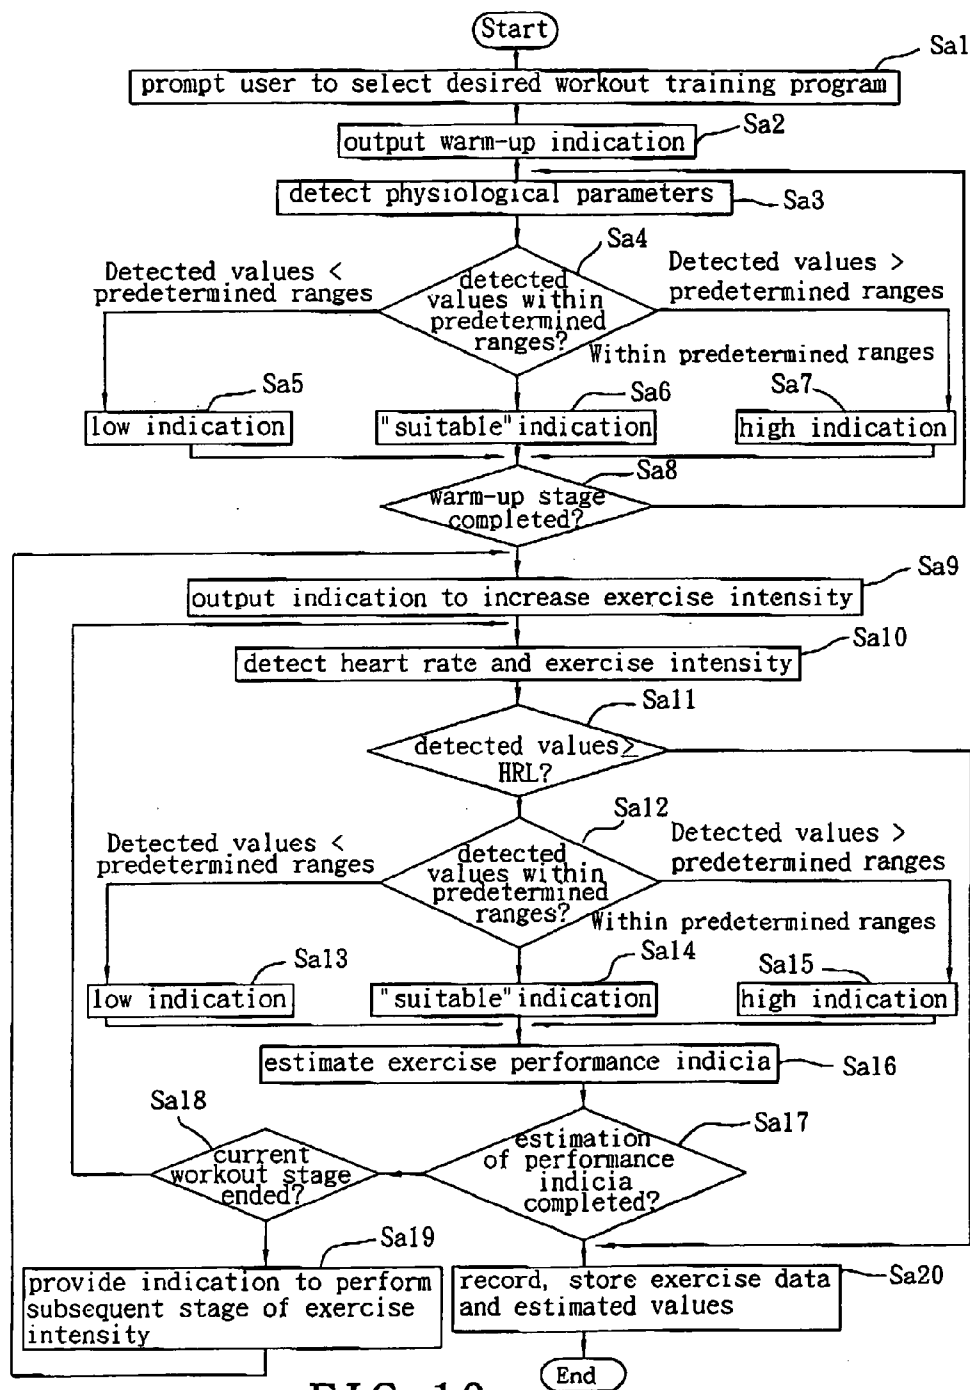 Start
Sa1
prompt user to select desired workout training program
Sa2
output warm-up indication
detect physiological parameters
Sa3
Sa4
Detected values <
predetermined ranges
detected
values within
predetermined
ranges?
Detected values >
predetermined ranges
Within predetermined ranges
Sa5
Sa6
Sa7
low indication
"suitable" indication
high indication
Sa8
warm-up stage
completed?
Sa9
output indication to increase exercise intensity
Sa10
detect heart rate and exercise intensity
Sa11
detected values≥
HRL?
Sa12
Detected values <
predetermined ranges
detected
values within
predetermined
ranges?
Detected values >
predetermined ranges
Within predetermined ranges
Sa13
Sa14
Sa15
low indication
"suitable" indication
high indication
estimate exercise performance indicia
Sa16
Sa18
Sa17
current
workout stage
ended?
estimation
of performance
indicia
completed?
Sa19
provide indication to perform
subsequent stage of exercise
intensity
record, store exercise data
and estimated values
Sa20
End